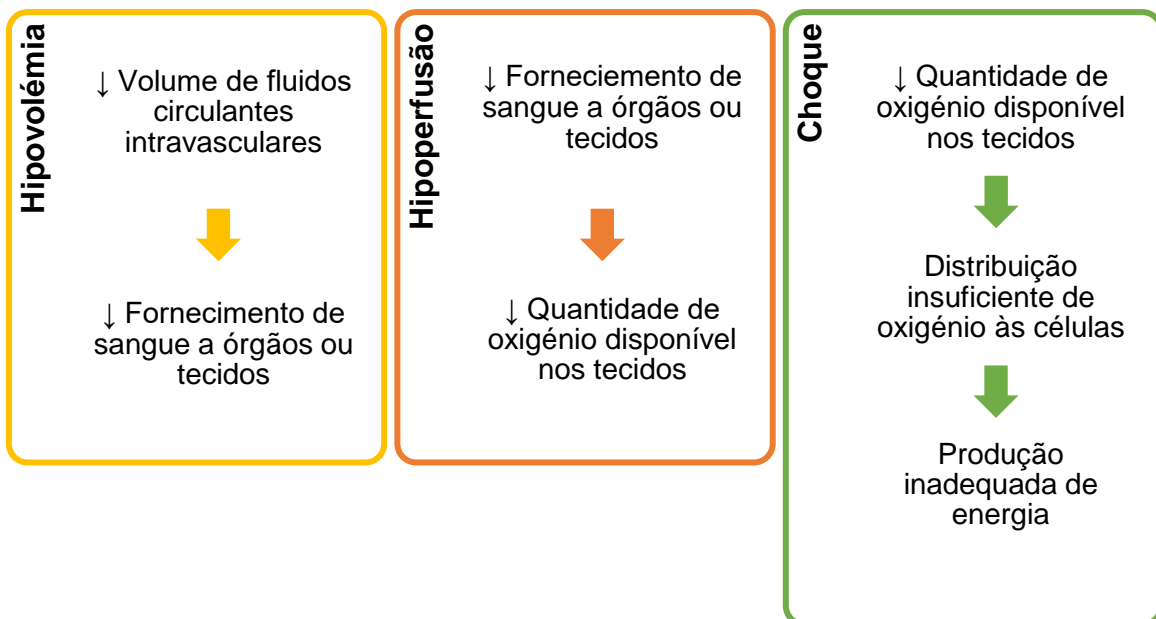 Hipovolémia
↓ Volume de fluidos
circulantes
intravasculares
↓ Fornecimento de
sangue a órgãos ou
tecidos
Hipoperfusão
↓ Forneciemento de
sangue a órgãos ou
tecidos
↓ Quantidade de
oxigénio disponível
nos tecidos
Choque
↓ Quantidade de
oxigénio disponível
nos tecidos
Distribuição
insuficiente de
oxigénio às células
Produção
inadequada de
energia